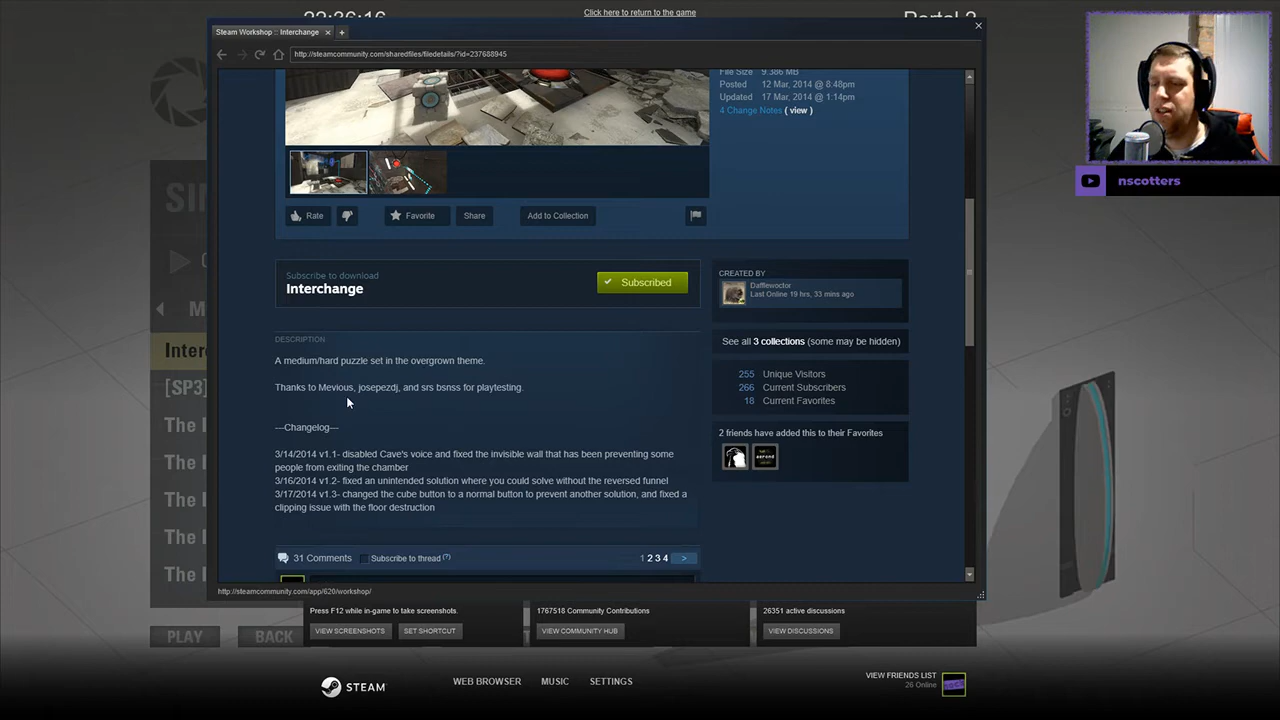 22:36:16
Click here to return to the game
Portal 2
Steam Workshop :: Interchange
http://steamcommunity.com/sharedfiles/filedetails/?id=237688945
File Size 9.386 MB
Posted 12 Mar, 2014 @ 8:48pm
Updated 17 Mar, 2014 @ 1:14pm
4 Change Notes ( view )
nscotters
Rate
Favorite
Share
Add to Collection
Subscribe to download
Interchange
Subscribed
CREATED BY
Dafflewoctor
Last Online 19 hrs, 33 mins ago
See all 3 collections (some may be hidden)
255 Unique Visitors
266 Current Subscribers
18 Current Favorites
2 friends have added this to their Favorites
DESCRIPTION
A medium/hard puzzle set in the overgrown theme.
Thanks to Mevious, josepezdj, and srs bsnss for playtesting.
---Changelog---
3/14/2014 v1.1- disabled Cave's voice and fixed the invisible wall that has been preventing some
people from exiting the chamber
3/16/2014 v1.2- fixed an unintended solution where you could solve without the reversed funnel
3/17/2014 v1.3- changed the cube button to a normal button to prevent another solution, and fixed a
clipping issue with the floor destruction
31 Comments
Subscribe to thread (?)
1 2 3 4 >
http://steamcommunity.com/app/620/workshop/
SIN
M
Inter
[SP3]
The
The
The
The
PLAY
BACK
Press F12 while in-game to take screenshots.
VIEW SCREENSHOTS
SET SHORTCUT
1767518 Community Contributions
VIEW COMMUNITY HUB
26351 active discussions
VIEW DISCUSSIONS
STEAM
WEB BROWSER
MUSIC
SETTINGS
VIEW FRIENDS LIST
26 Online